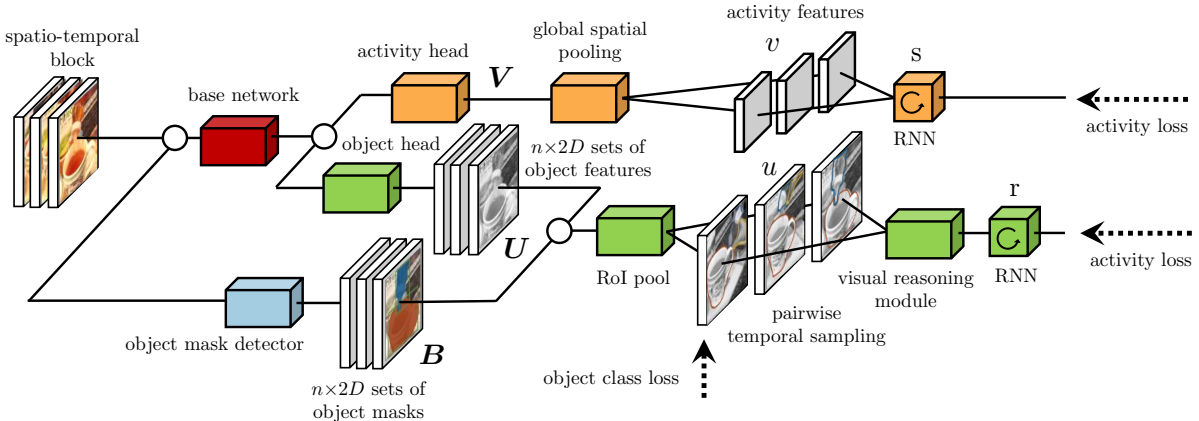 spatio-temporal
block
base network
activity head
V
global spatial
pooling
activity features
v
s
RNN
activity loss
object head
n×2D sets of
object features
U
RoI pool
u
pairwise
temporal sampling
visual reasoning
module
r
RNN
activity loss
object mask detector
B
n×2D sets of
object masks
object class loss